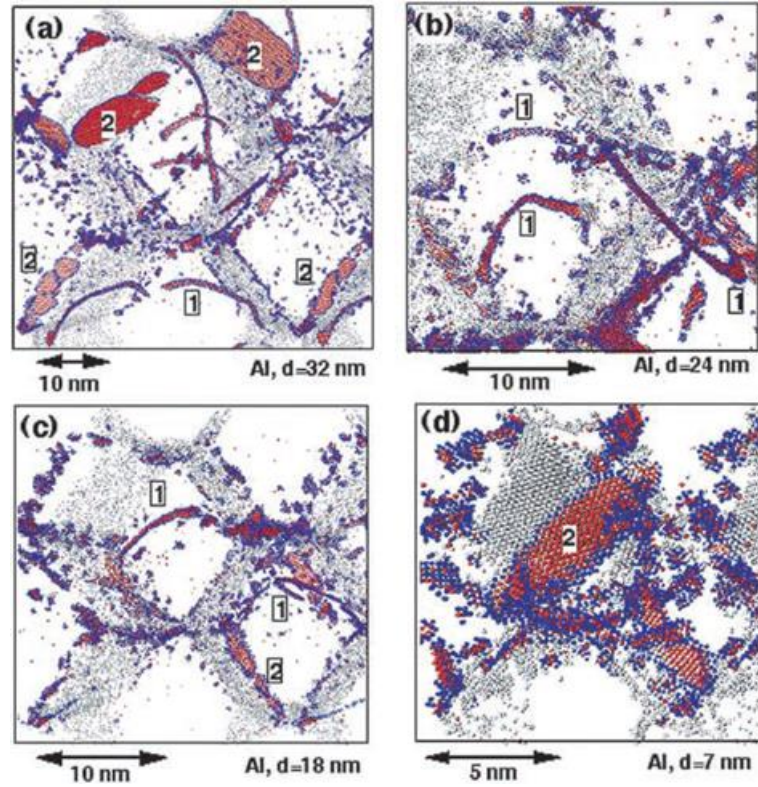 (a)
2
2
2
2
1
10 nm
Al, d=32 nm
(b)
1
1
1
10 nm
Al, d=24 nm
(c)
1
1
2
10 nm
Al, d=18 nm
(d)
2
5 nm
Al, d=7 nm